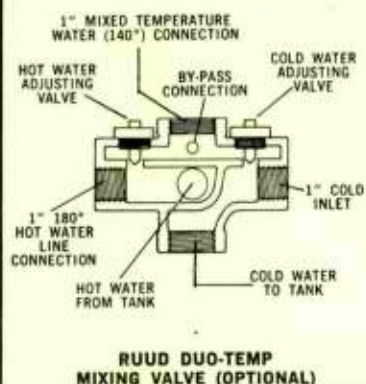 1" MIXED TEMPERATURE
WATER (140°) CONNECTION
HOT WATER
ADJUSTING
VALVE
BY-PASS
CONNECTION
COLD WATER
ADJUSTING
VALVE
1" 180°
HOT WATER
LINE
CONNECTION
1" COLD
INLET
HOT WATER
FROM TANK
COLD WATER
TO TANK
RUUD DUO-TEMP
MIXING VALVE (OPTIONAL)